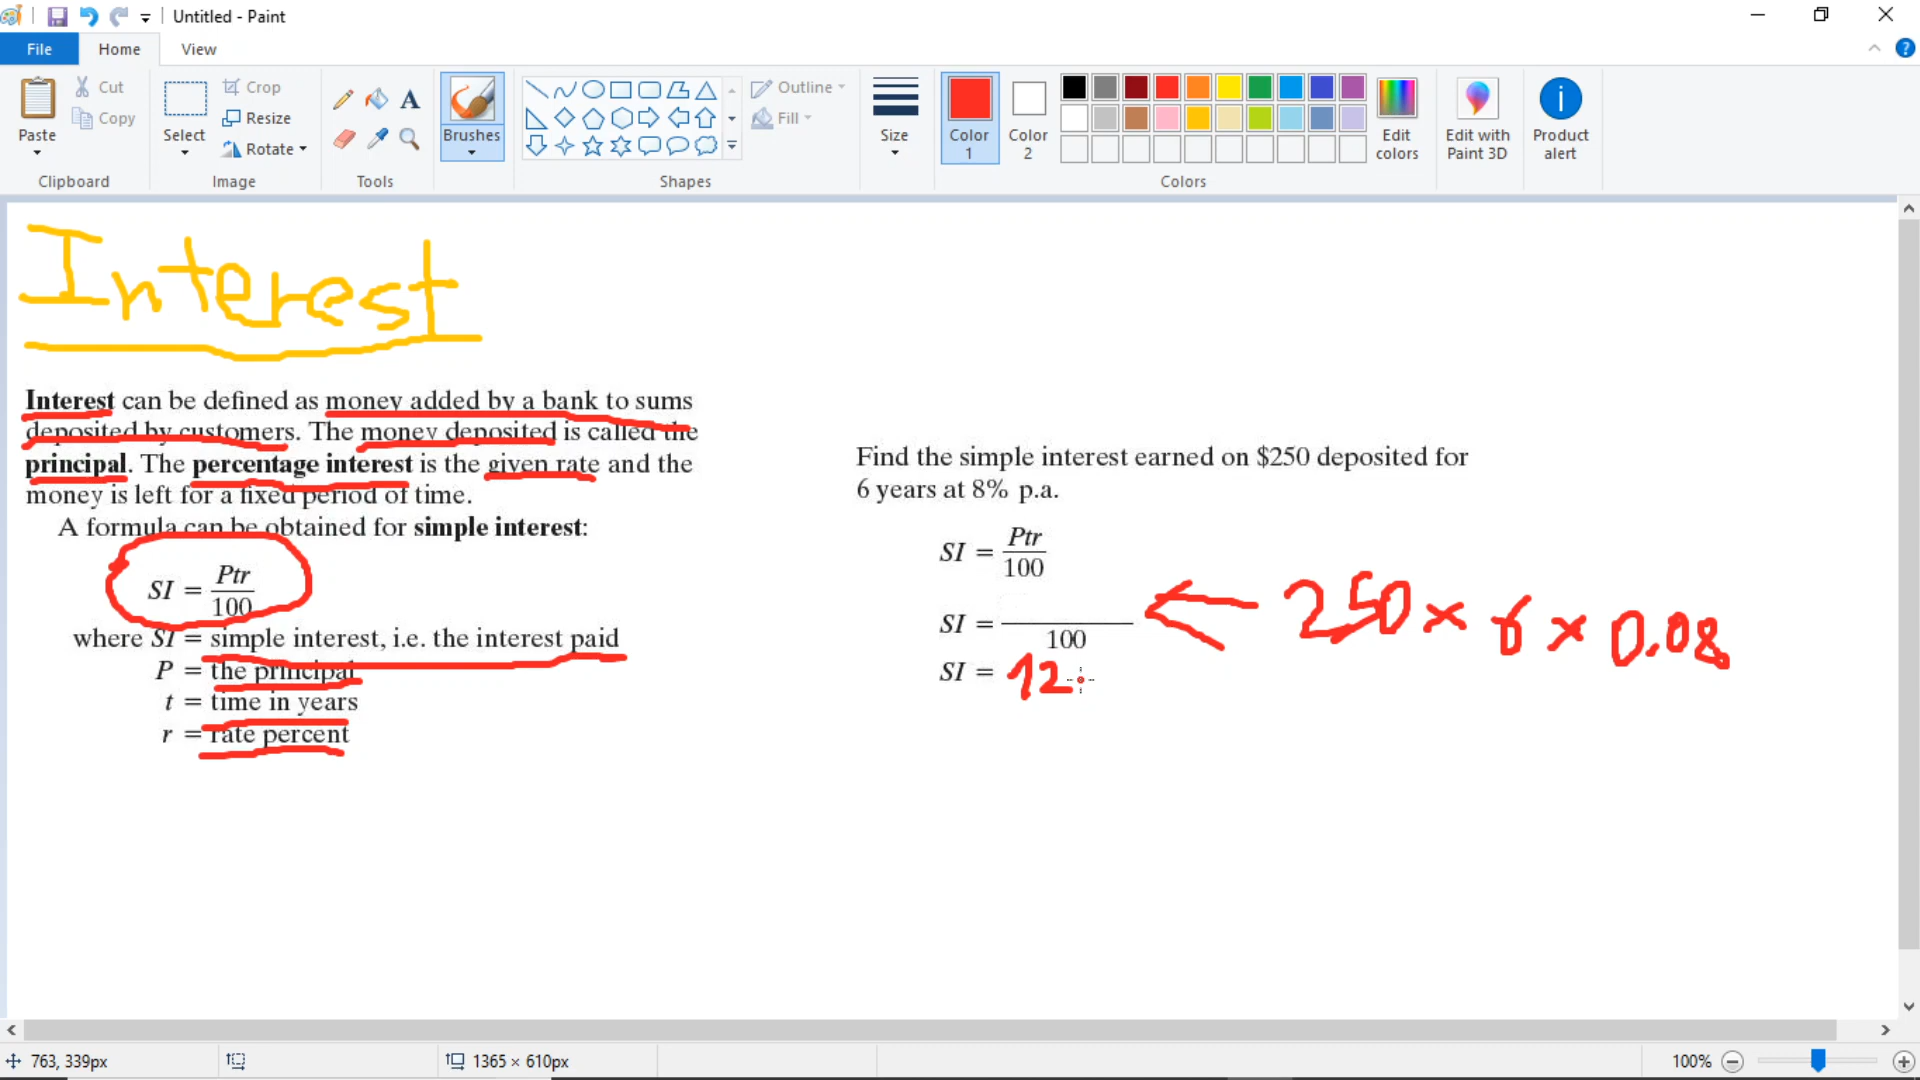 Untitled - Paint
File Home View
Paste
Cut
Copy
Clipboard
Select
Crop
Resize
Rotate
Image
A
Tools
Brushes
Outline
Fill
Shapes
Size
Color 1
Color 2
Edit colors
Colors
Edit with Paint 3D
Product alert
Interest
Interest can be defined as money added by a bank to sums
deposited by customers. The money deposited is called the
principal. The percentage interest is the given rate and the
money is left for a fixed period of time.
A formula can be obtained for simple interest:
SI = Ptr
100
where SI = simple interest, i.e. the interest paid
P = the principal
t = time in years
r = rate percent
Find the simple interest earned on $250 deposited for
6 years at 8% p.a.
SI = Ptr
100
SI =
100
250 × 6 × 0.08
SI = 12
763, 339px
1365 × 610px
100%